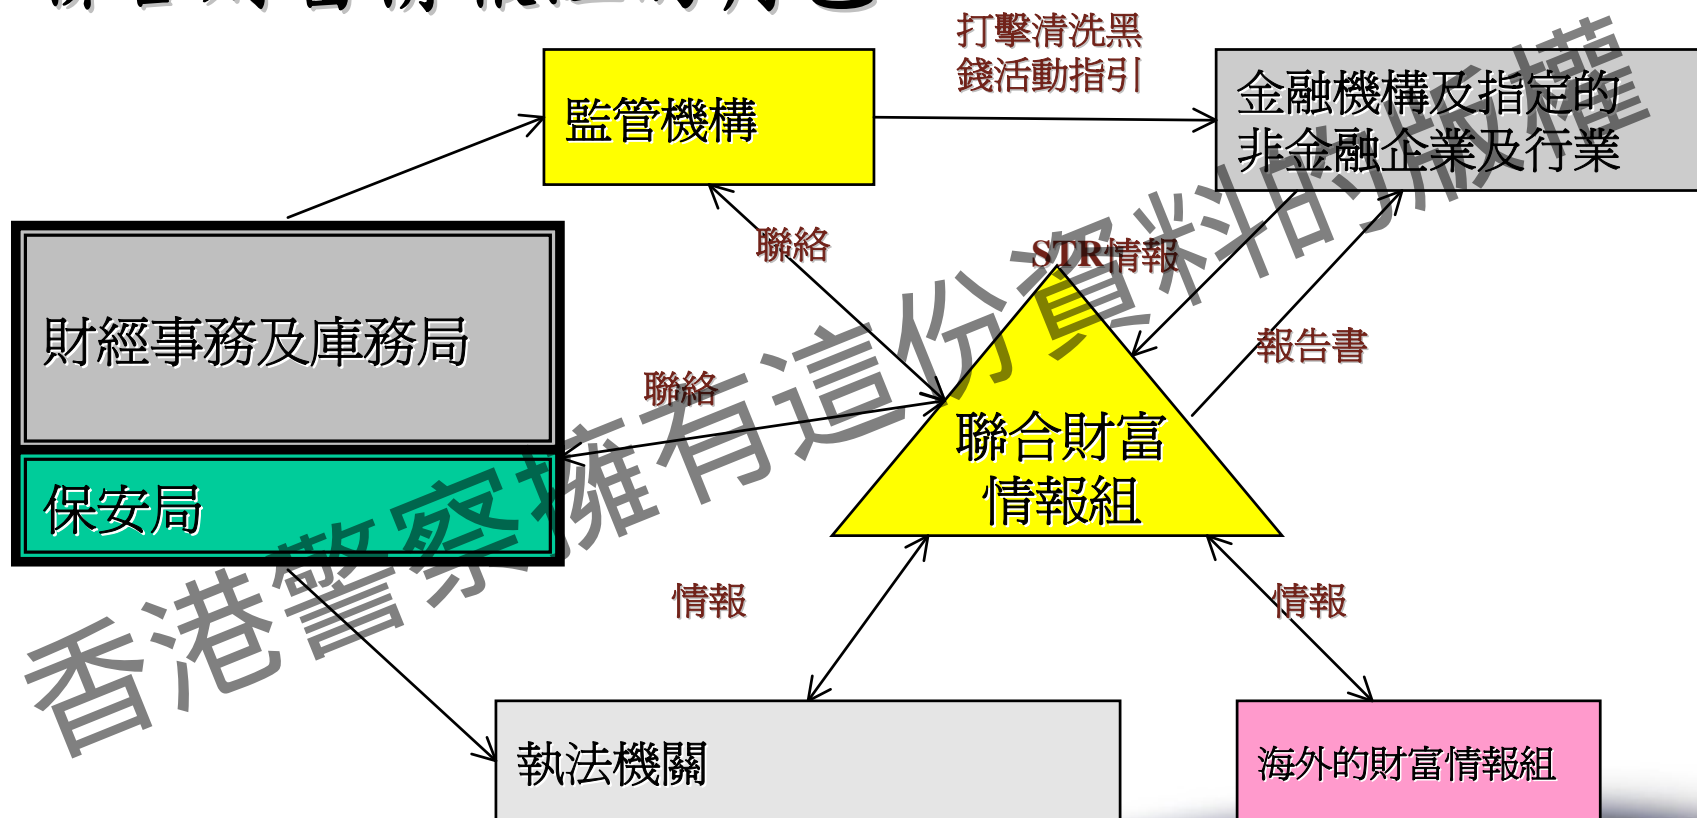 打擊清洗黑
錢活動指引
監管機構
金融機構及指定的
非金融企業及行業
聯絡
STR情報
財經事務及庫務局
報告書
聯絡
聯合財富
情報組
保安局
情報
情報
執法機關
海外的財富情報組
香港警察擁有這份資料的版權